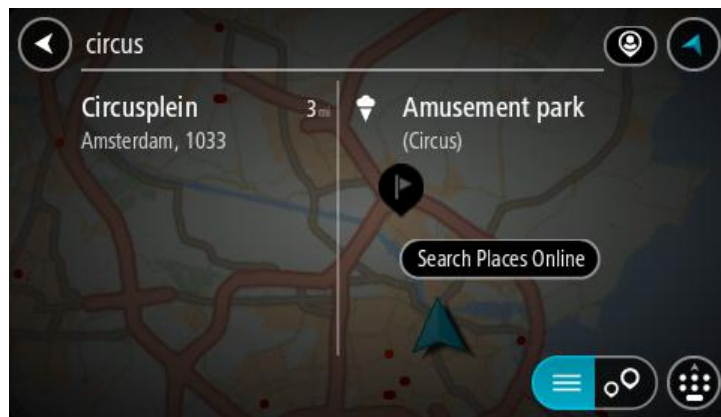 circus
Circusplein 3 mi
Amsterdam, 1033
Amusement park
(Circus)
Search Places Online